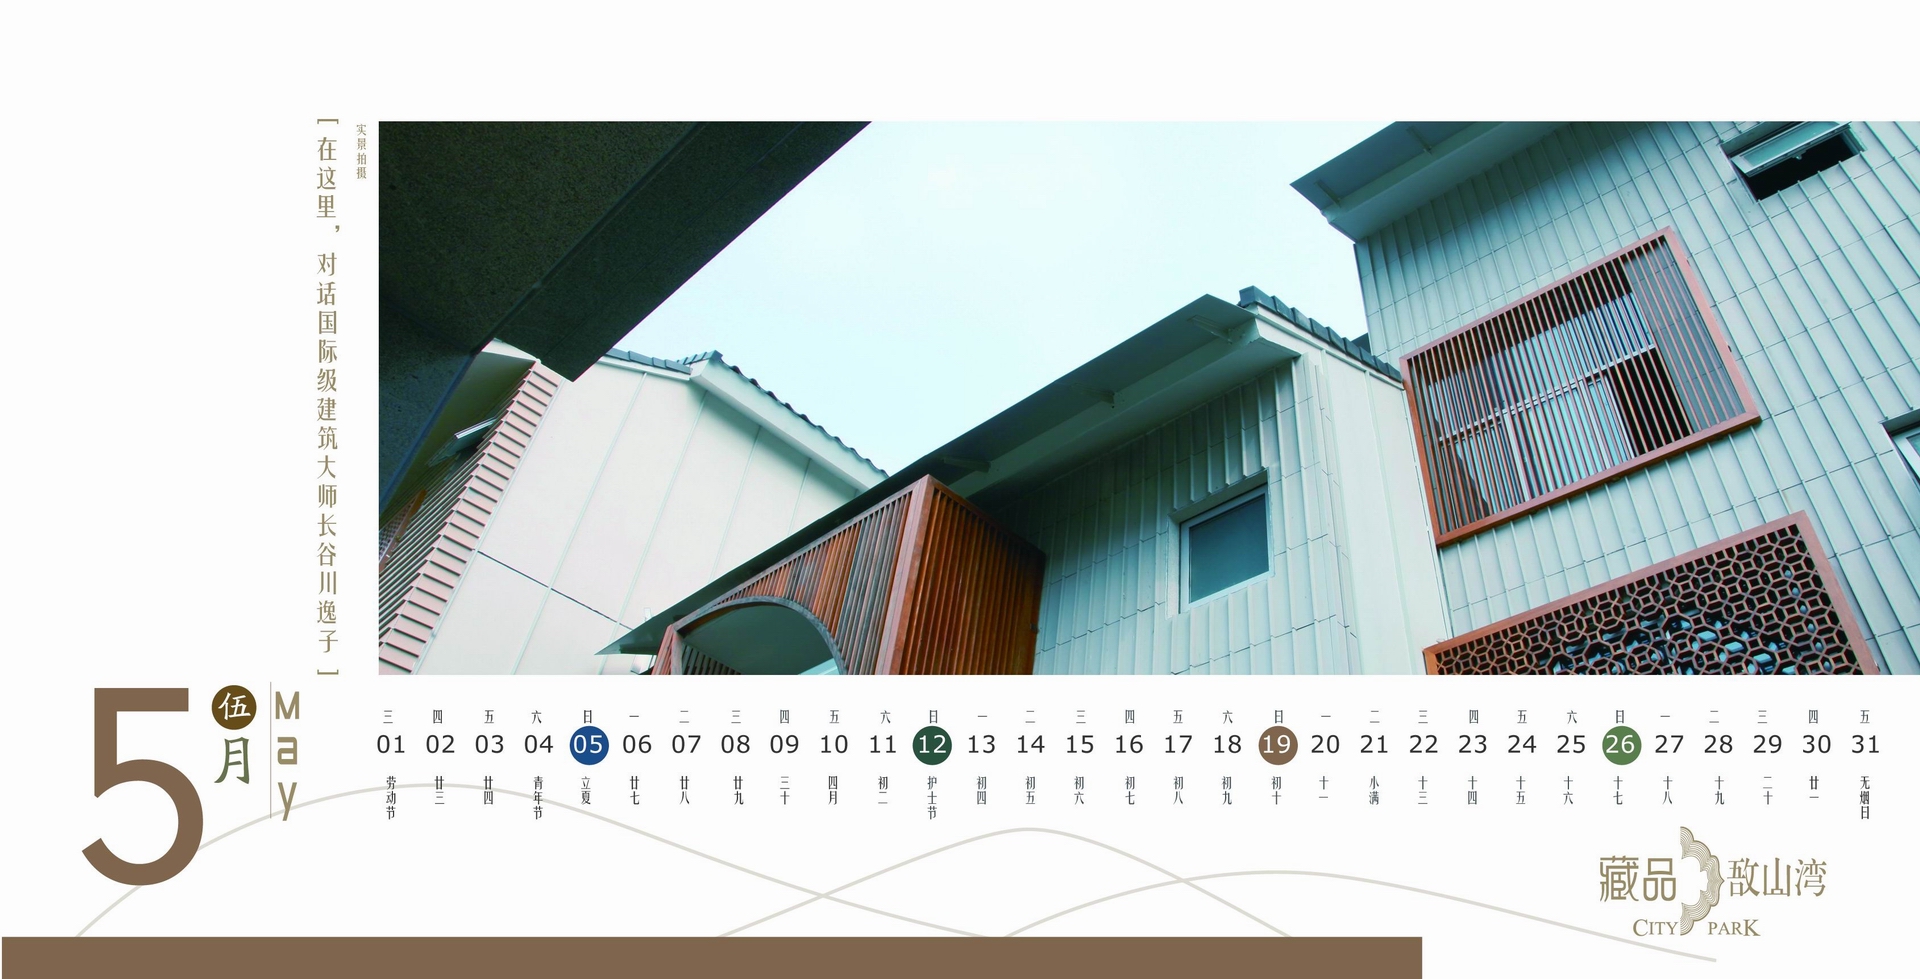 [在这里，对话国际级建筑大师长谷川逸子]
实景拍摄
5
伍月
May
三 四 五 六 日 一 二 三 四 五 六 日 一 二 三 四 五 六 日 一 二 三 四 五 六 日 一 二 三 四 五
01 02 03 04 05 06 07 08 09 10 11 12 13 14 15 16 17 18 19 20 21 22 23 24 25 26 27 28 29 30 31
劳动节 廿三 廿四 青年节 立夏 廿七 廿八 廿九 三十 四月 初二 护士节 初四 初五 初六 初七 初八 初九 初十 十一 小满 十三 十四 十五 十六 十七 十八 十九 二十 廿一 无烟日
藏品 敔山湾
CITY PARK